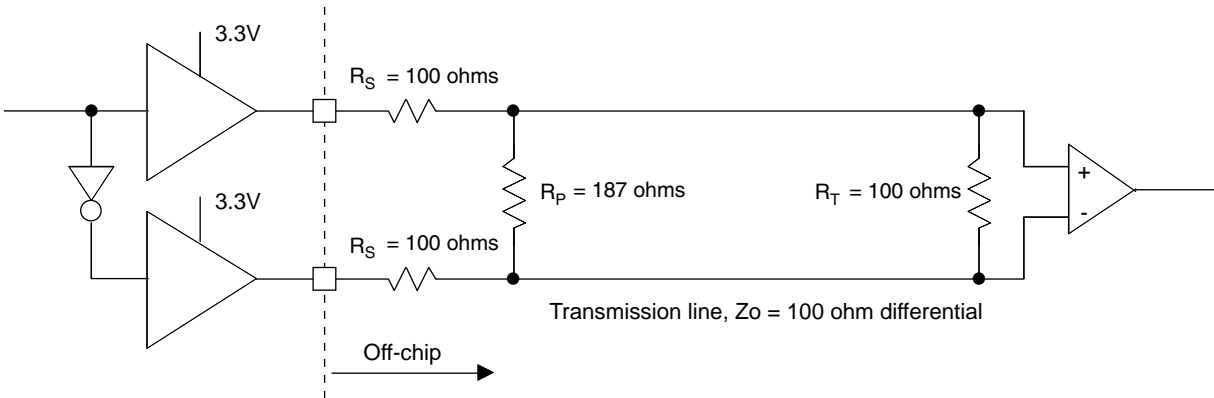 3.3V
R_S = 100 ohms
R_P = 187 ohms
R_T = 100 ohms
+
-
3.3V
R_S = 100 ohms
Transmission line, Zo = 100 ohm differential
Off-chip